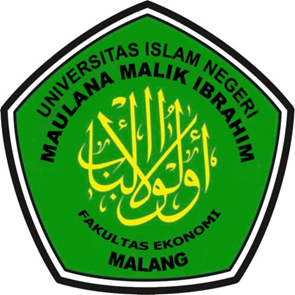 UNIVERSITAS ISLAM NEGERI
MAULANA MALIK IBRAHIM
أولو الألباب
FAKULTAS EKONOMI
MALANG